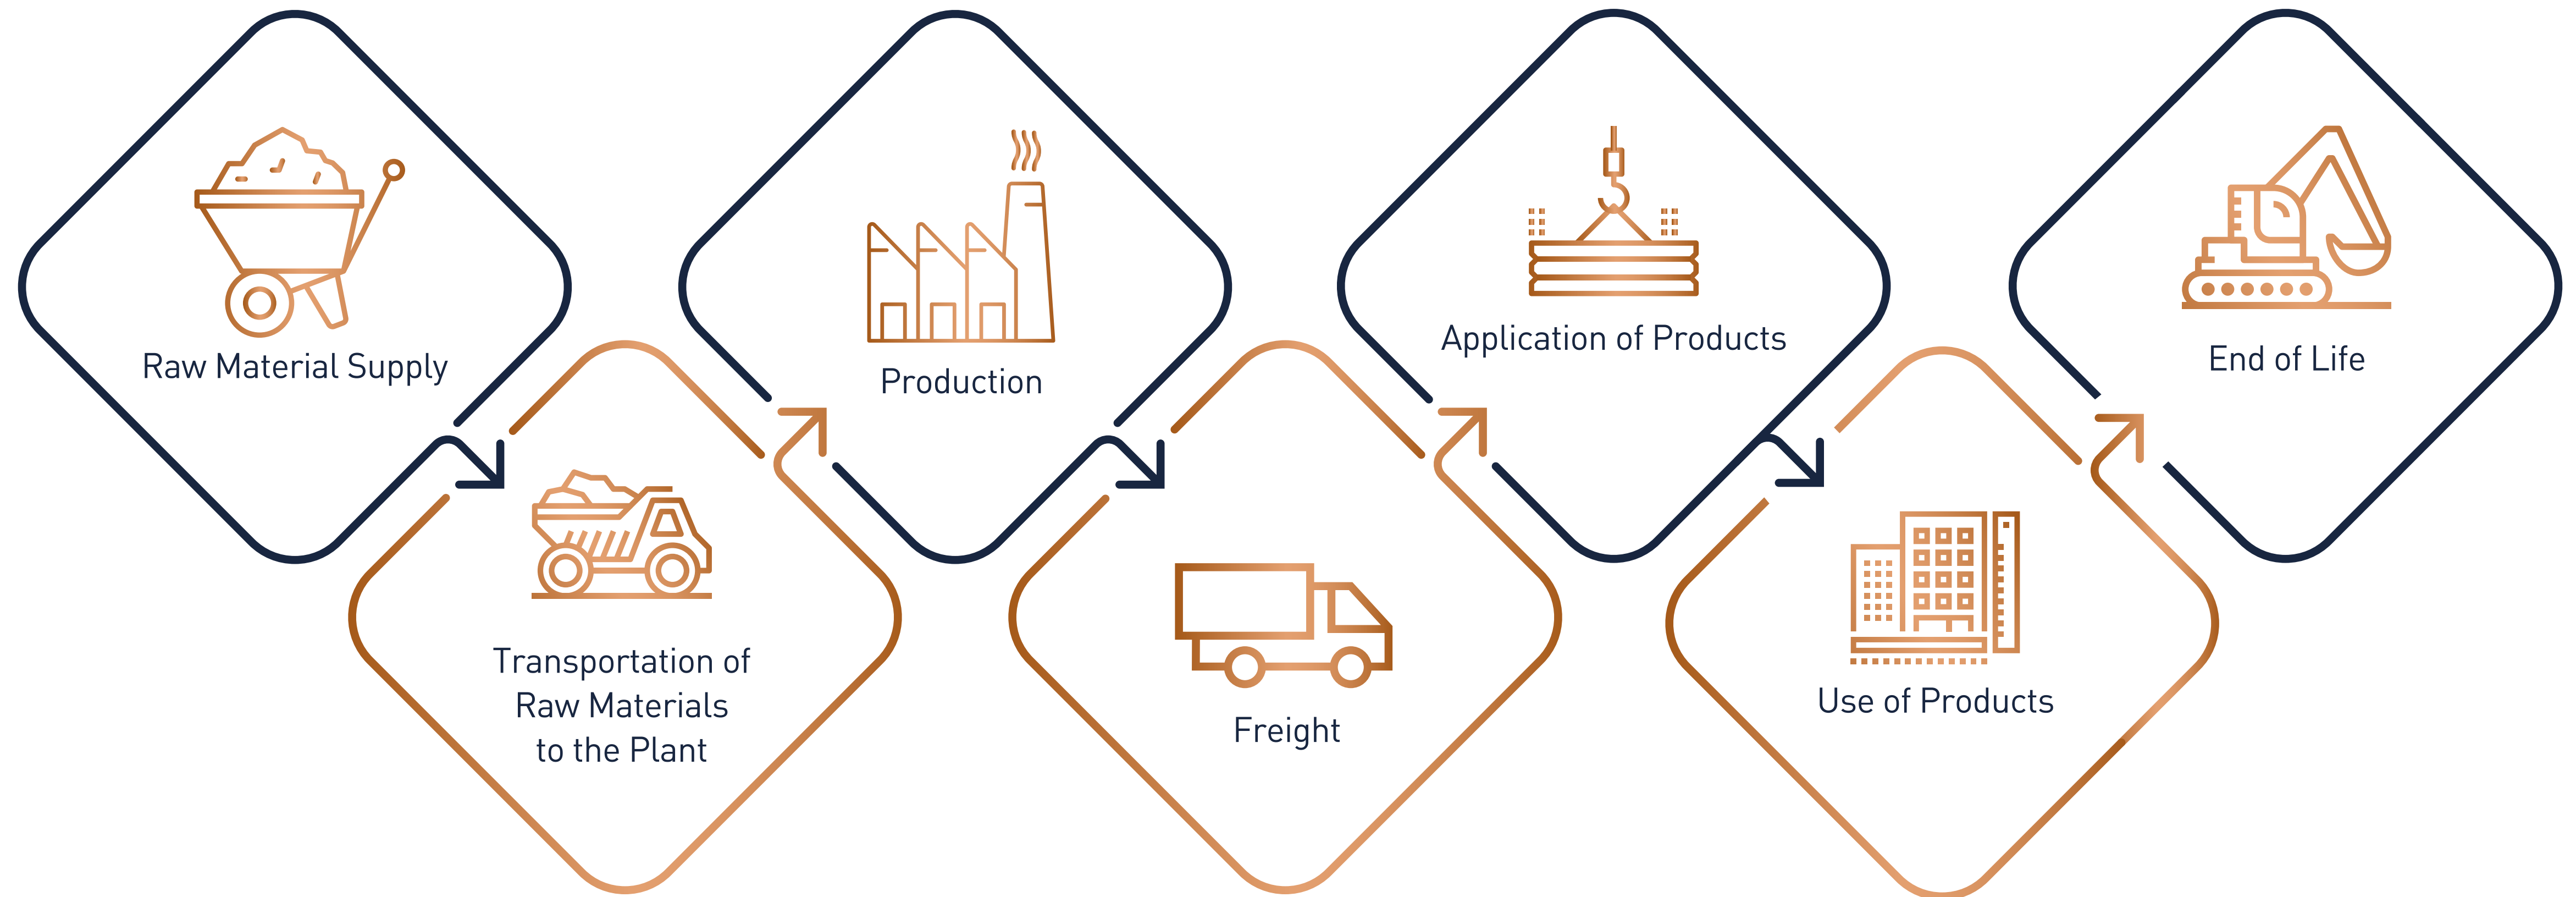 Raw Material Supply
Transportation of
Raw Materials
to the Plant
Production
Freight
Application of Products
Use of Products
End of Life